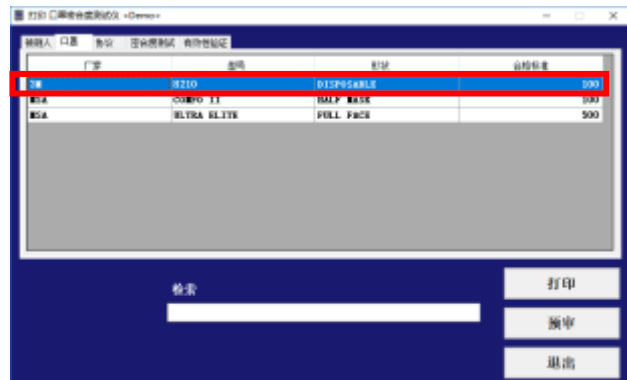 打印 口罩密合度测试仪 <Demo>
被测人 口罩 协议 密合度测试 有效性验证
厂家 型号 形状 合格标准
3M 8210 DISPOSABLE 100
MSA COMFO II HALF MASK 100
MSA ULTRA ELITE FULL FACE 500
检索
打印
预审
退出